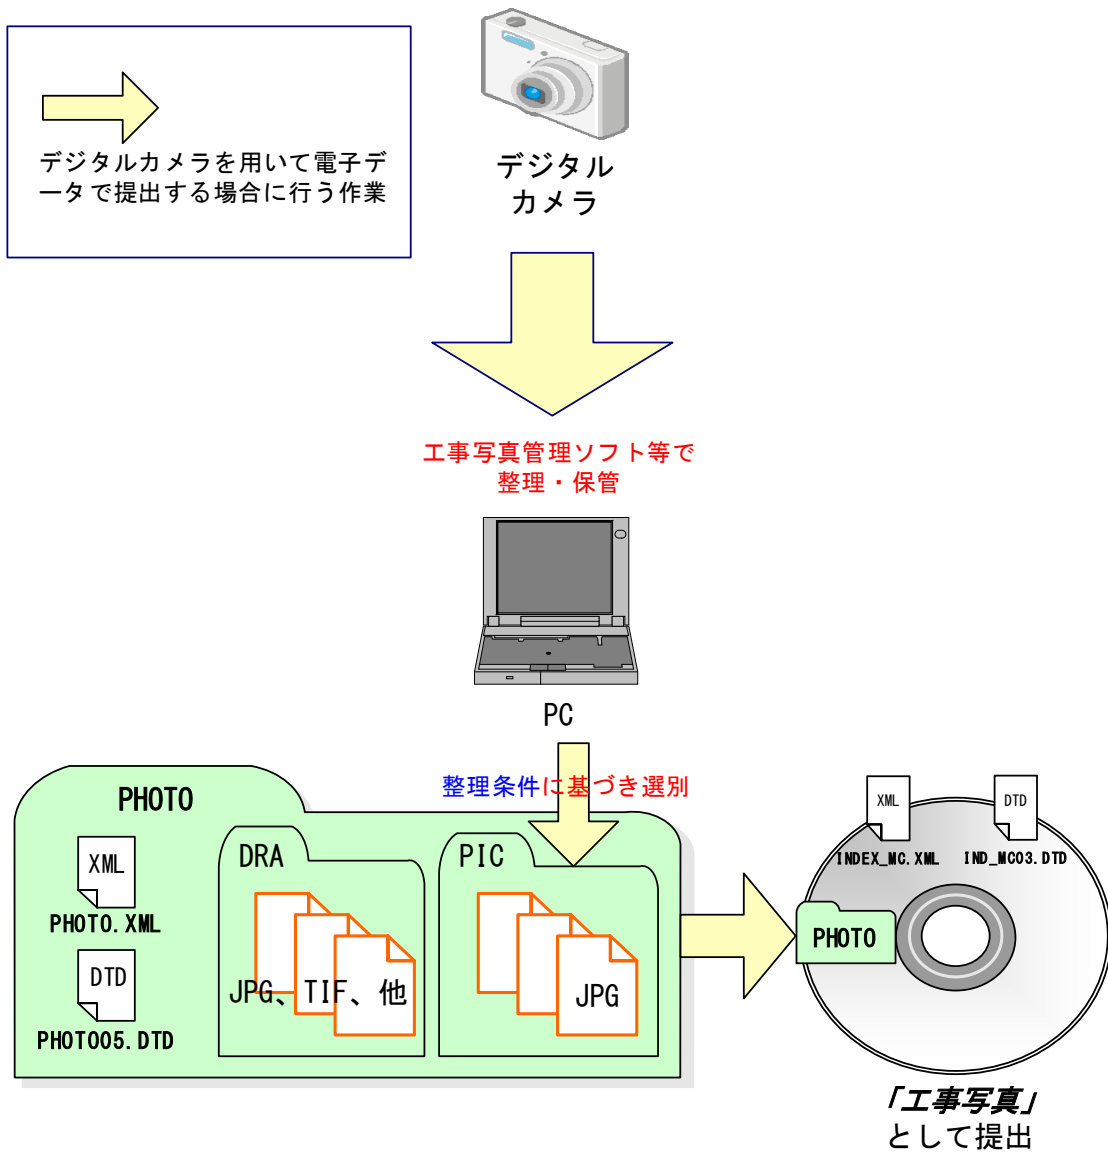 デジタルカメラを用いて電子デ
ータで提出する場合に行う作業
デジタル
カメラ
工事写真管理ソフト等で
整理・保管
PC
整理条件に基づき選別
PHOTO
XML
PHOTO.XML
DTD
PHOTO05.DTD
DRA
JPG、TIF、他
PIC
JPG
XML
INDEX_MC.XML
DTD
IND_MC03.DTD
PHOTO
「工事写真」
として提出